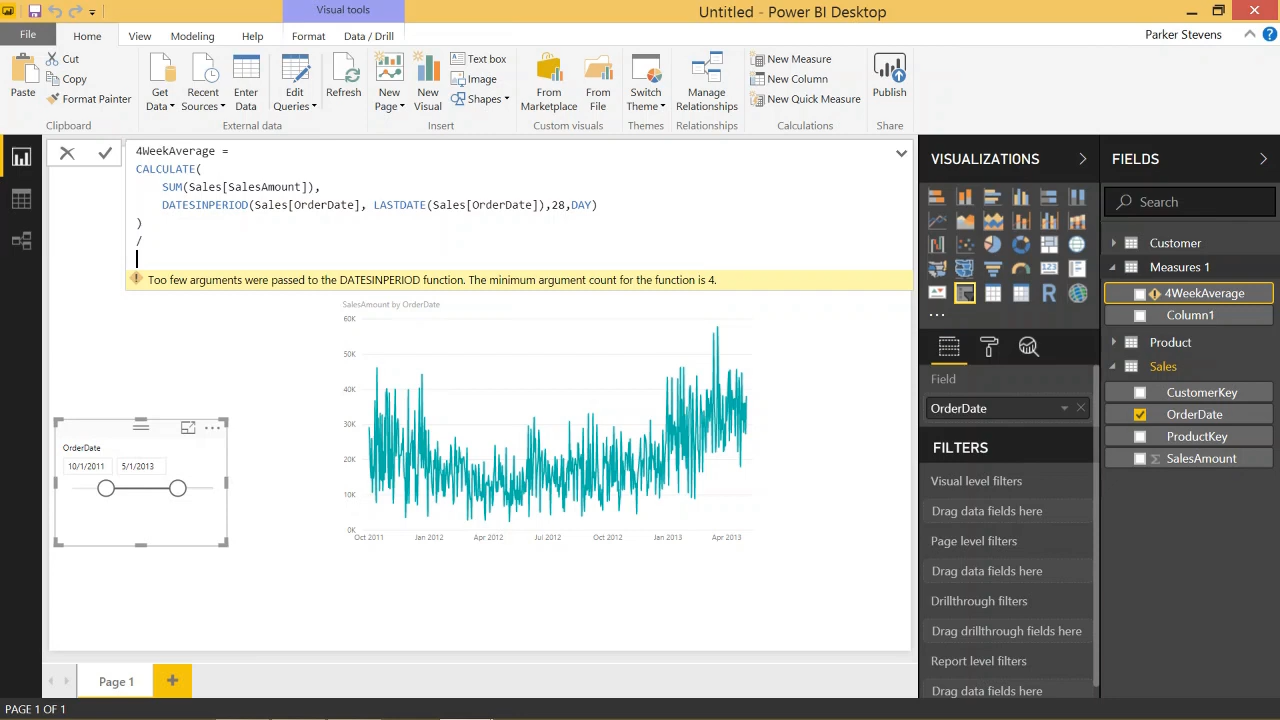 Visual tools
Untitled - Power BI Desktop
File
Home
View
Modeling
Help
Format
Data / Drill
Parker Stevens
Paste
Cut
Copy
Format Painter
Clipboard
Get Data
Recent Sources
Enter Data
Edit Queries
Refresh
External data
New Page
New Visual
Text box
Image
Shapes
Insert
From Marketplace
From File
Custom visuals
Switch Theme
Themes
Manage Relationships
Relationships
New Measure
New Column
New Quick Measure
Calculations
Publish
Share
4WeekAverage =
CALCULATE(
SUM(Sales[SalesAmount]),
DATESINPERIOD(Sales[OrderDate], LASTDATE(Sales[OrderDate]),28,DAY)
)
/
Too few arguments were passed to the DATESINPERIOD function. The minimum argument count for the function is 4.
SalesAmount by OrderDate
60K
50K
40K
30K
20K
10K
0K
Oct 2011 Jan 2012 Apr 2012 Jul 2012 Oct 2012 Jan 2013 Apr 2013
OrderDate
10/1/2011 5/1/2013
VISUALIZATIONS
123
R
Field
OrderDate
FILTERS
Visual level filters
Drag data fields here
Page level filters
Drag data fields here
Drillthrough filters
Drag drillthrough fields here
Report level filters
Drag data fields here
FIELDS
Search
Customer
Measures 1
4WeekAverage
Column1
Product
Sales
CustomerKey
OrderDate
ProductKey
Σ SalesAmount
Page 1
PAGE 1 OF 1